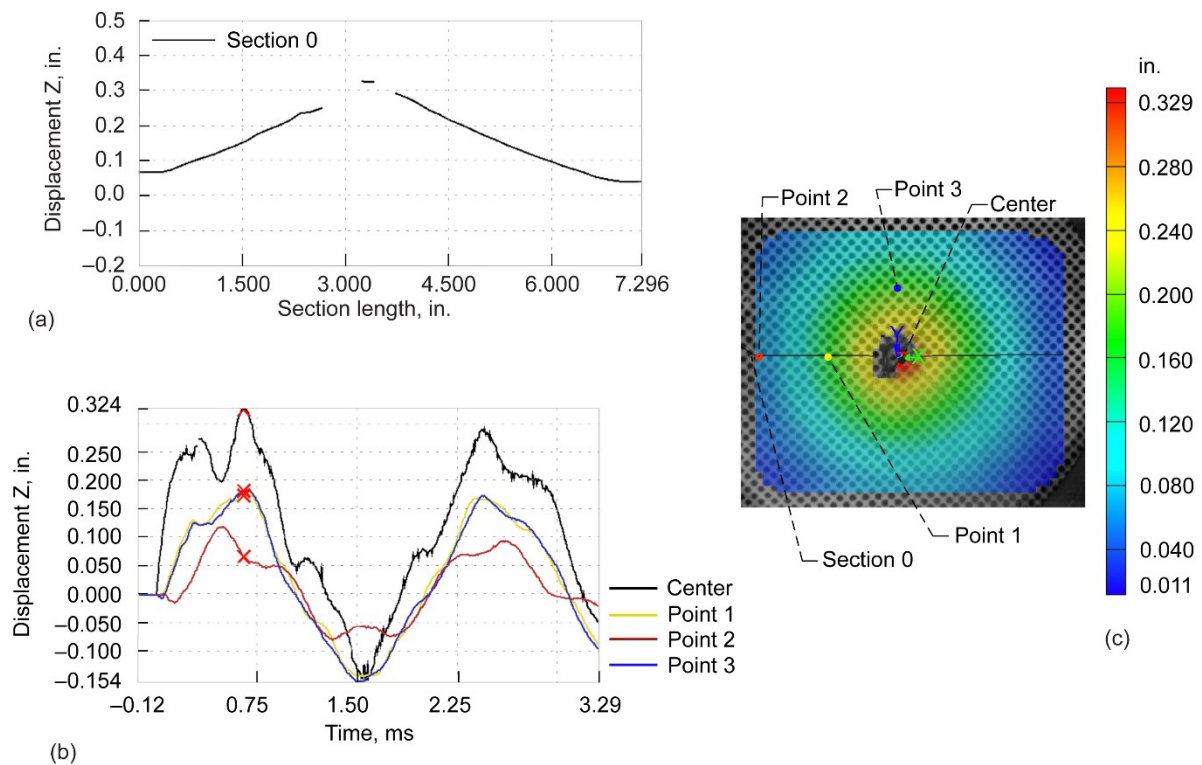 0.5
0.4
0.3
0.2
0.1
0.0
–0.1
–0.2
Displacement Z, in.
Section 0
0.000
1.500
3.000
4.500
6.000
7.296
Section length, in.
(a)
0.324
0.250
0.200
0.150
0.100
0.050
0.000
–0.050
–0.100
–0.154
Displacement Z, in.
–0.12
0.75
1.50
2.25
3.29
Time, ms
Center
Point 1
Point 2
Point 3
(b)
Point 2
Point 3
Center
Y
X
Point 1
Section 0
in.
0.329
0.280
0.240
0.200
0.160
0.120
0.080
0.040
0.011
(c)